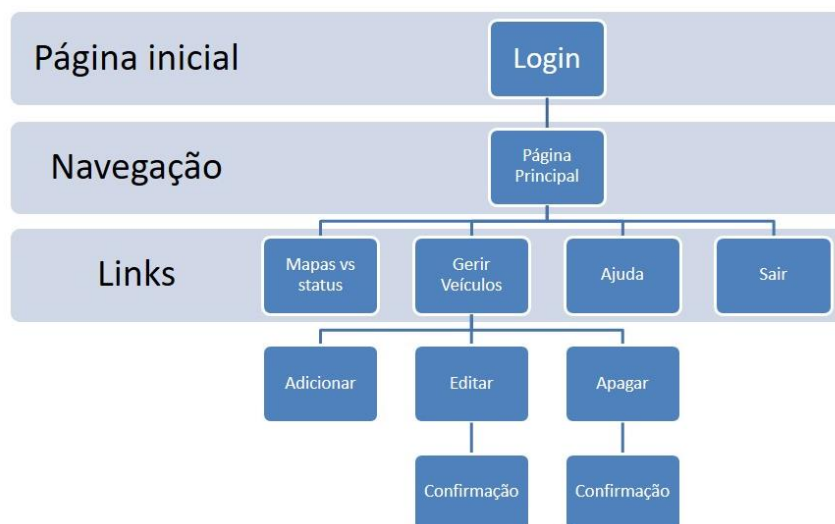 Página inicial
Login
Navegação
Página
Principal
Links
Mapas vs
status
Gerir
Veículos
Ajuda
Sair
Adicionar
Editar
Apagar
Confirmação
Confirmação